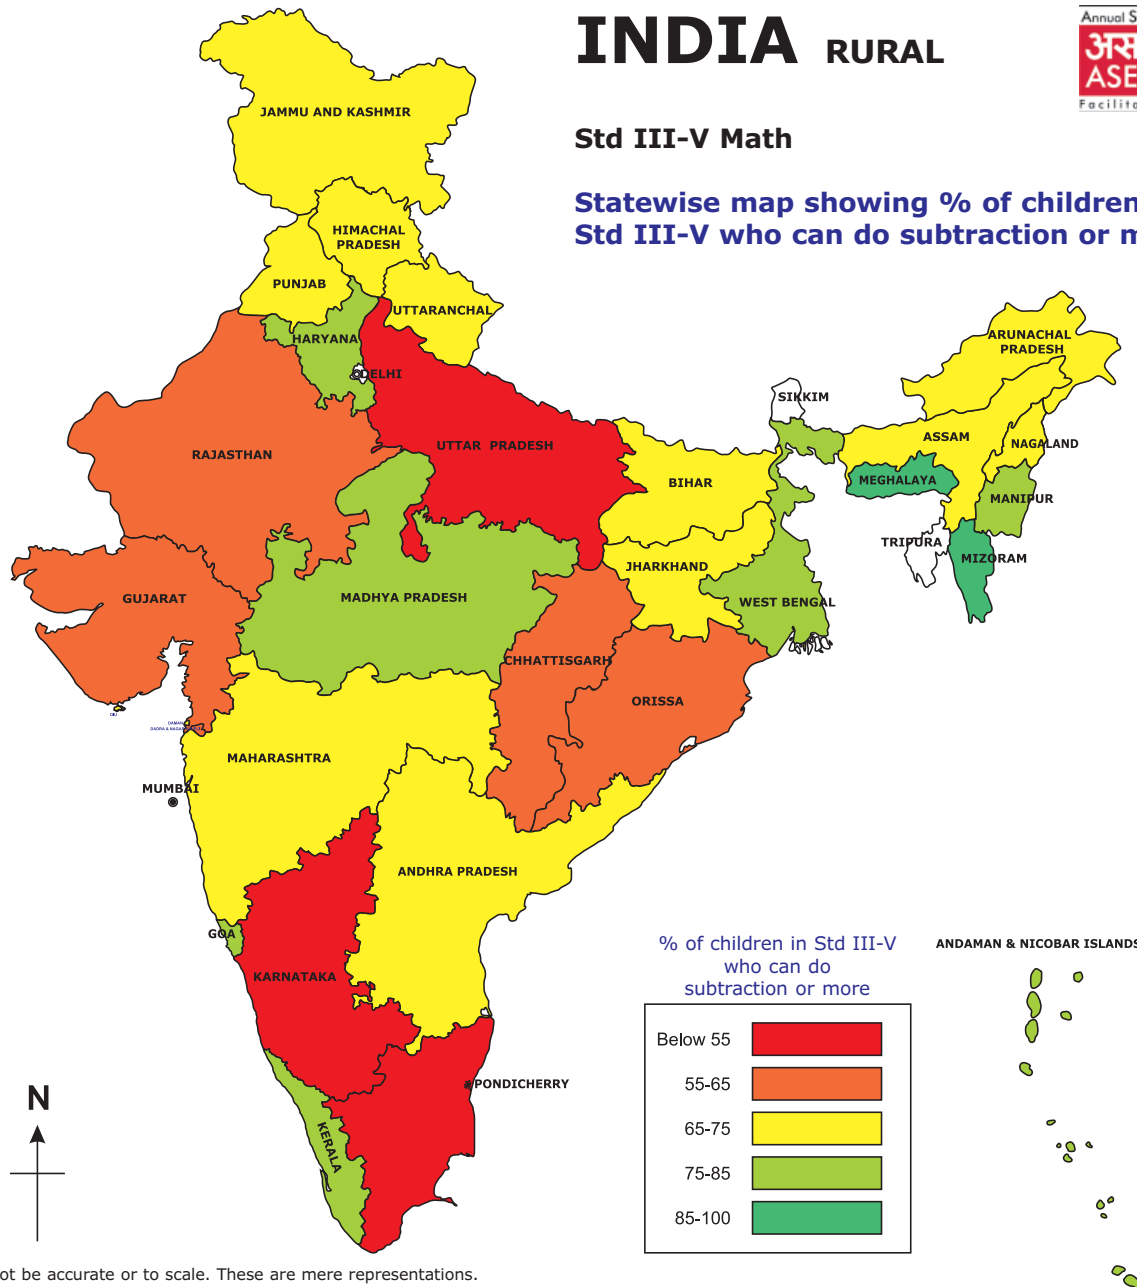 INDIA RURAL
Annual S
अस
ASE
Facilita
Std III-V Math
Statewise map showing % of children
Std III-V who can do subtraction or m
JAMMU AND KASHMIR
HIMACHAL
PRADESH
PUNJAB
UTTARANCHAL
HARYANA
DELHI
ARUNACHAL
PRADESH
SIKKIM
RAJASTHAN
UTTAR PRADESH
ASSAM
NAGALAND
BIHAR
MEGHALAYA
MANIPUR
TRIPURA
MIZORAM
JHARKHAND
GUJARAT
MADHYA PRADESH
WEST BENGAL
CHHATTISGARH
ORISSA
DIU
DAMAN
MAHARASHTRA
MUMBAI
ANDHRA PRADESH
GOA
KARNATAKA
PONDICHERRY
KERALA
ANDAMAN & NICOBAR ISLANDS
% of children in Std III-V
who can do
subtraction or more
Below 55
55-65
65-75
75-85
85-100
N
ot be accurate or to scale. These are mere representations.